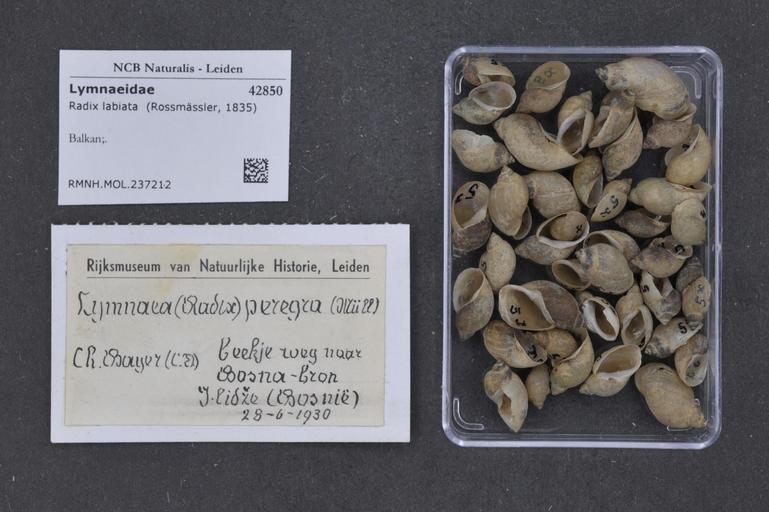 NCB Naturalis - Leiden
Lymnaeidae 42850
Radix labiata (Rossmässler, 1835)
Balkan;.
RMNH.MOL.237212
Rijksmuseum van Natuurlijke Historie, Leiden
Lymnaea (Radix) peregra (Müll)
Ch. Bayer
beekje weg naar
Bosna-bron
Ilidže (Bosnië)
28-6-1930